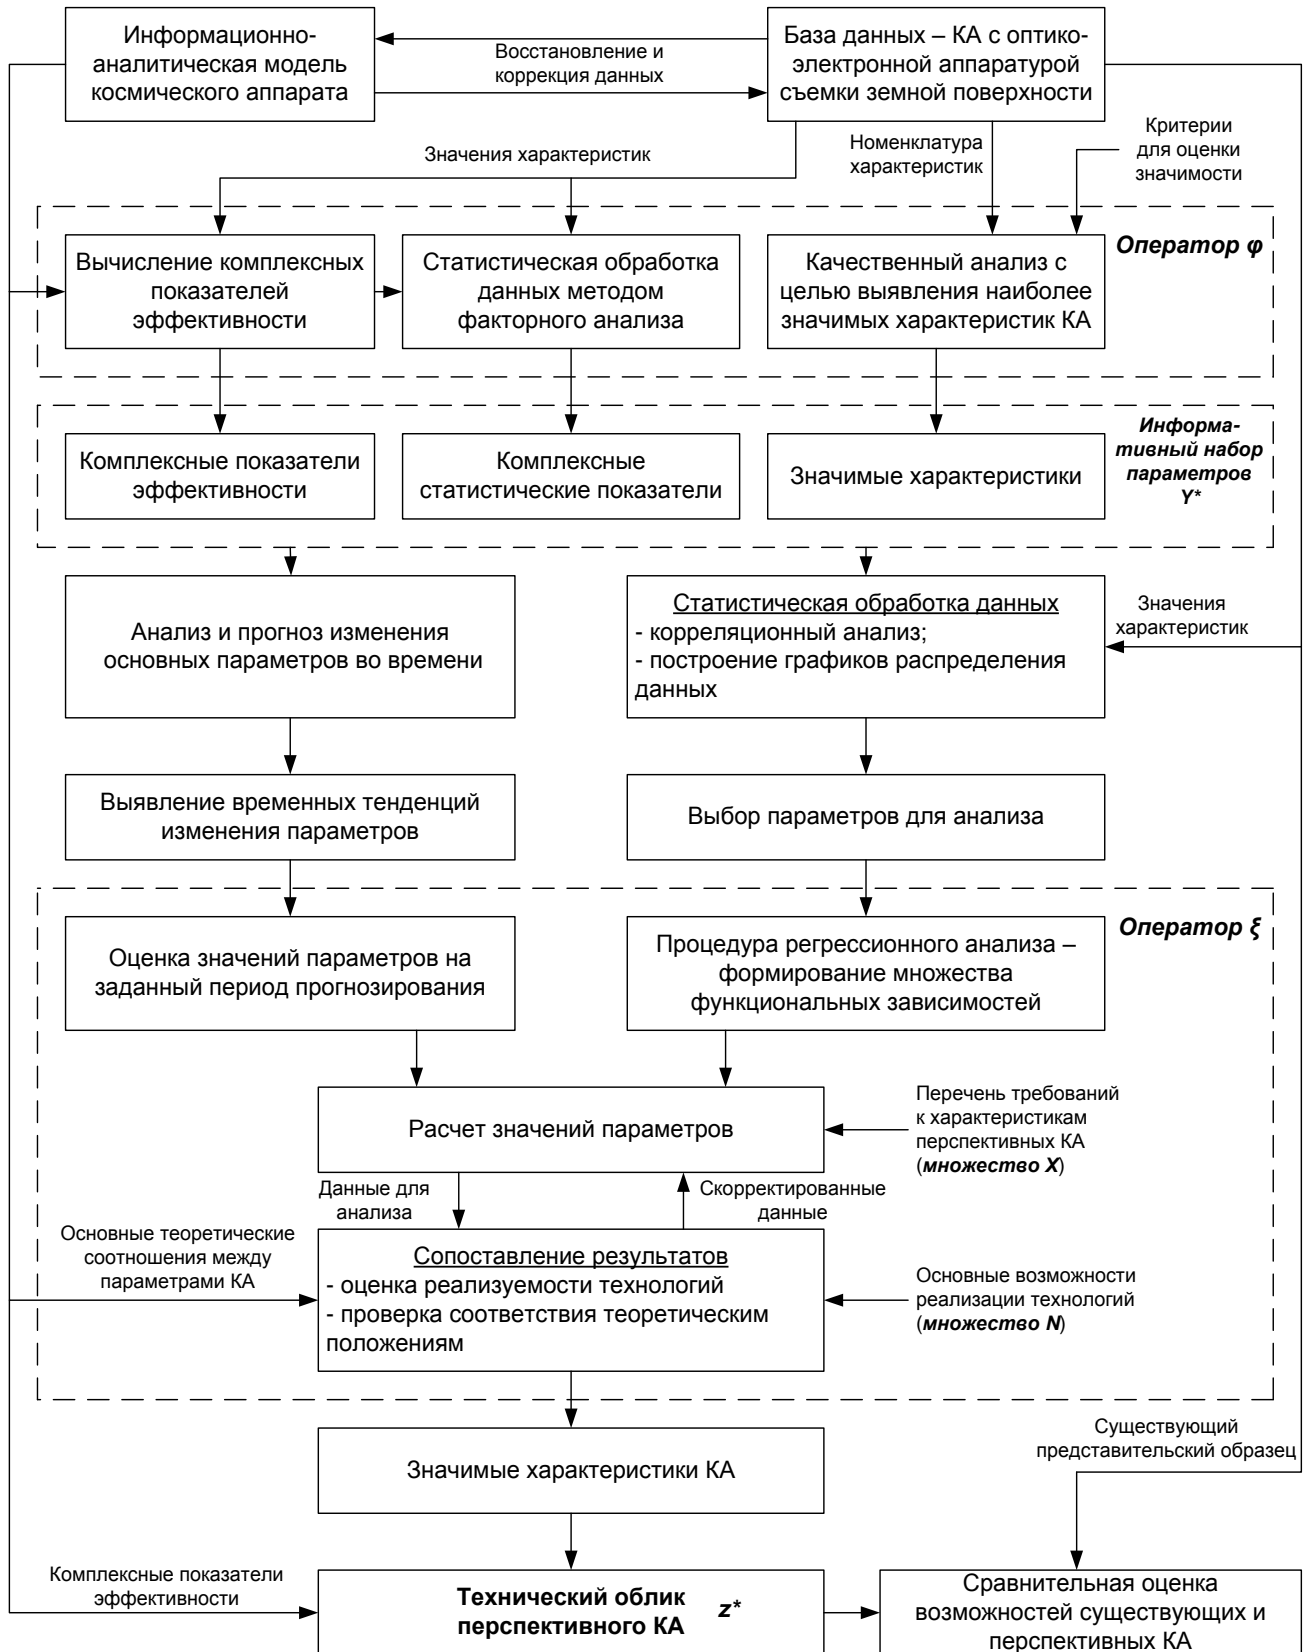 Информационно-
аналитическая модель
космического аппарата
Восстановление и
коррекция данных
База данных – КА с оптико-
электронной аппаратурой
съемки земной поверхности
Значения характеристик
Номенклатура
характеристик
Критерии
для оценки
значимости
Вычисление комплексных
показателей
эффективности
Статистическая обработка
данных методом
факторного анализа
Качественный анализ с
целью выявления наиболее
значимых характеристик КА
Оператор φ
Комплексные показатели
эффективности
Комплексные
статистические показатели
Значимые характеристики
Информа-
тивный набор
параметров
Y*
Анализ и прогноз изменения
основных параметров во времени
Статистическая обработка данных
- корреляционный анализ;
- построение графиков распределения
данных
Значения
характеристик
Выявление временных тенденций
изменения параметров
Выбор параметров для анализа
Оценка значений параметров на
заданный период прогнозирования
Процедура регрессионного анализа –
формирование множества
функциональных зависимостей
Оператор ξ
Расчет значений параметров
Перечень требований
к характеристикам
перспективных КА
(множество X)
Данные для
анализа
Скорректированные
данные
Основные теоретические
соотношения между
параметрами КА
Сопоставление результатов
- оценка реализуемости технологий
- проверка соответствия теоретическим
положениям
Основные возможности
реализации технологий
(множество N)
Значимые характеристики КА
Существующий
представительский образец
Комплексные показатели
эффективности
Технический облик
перспективного КА z*
Сравнительная оценка
возможностей существующих и
перспективных КА